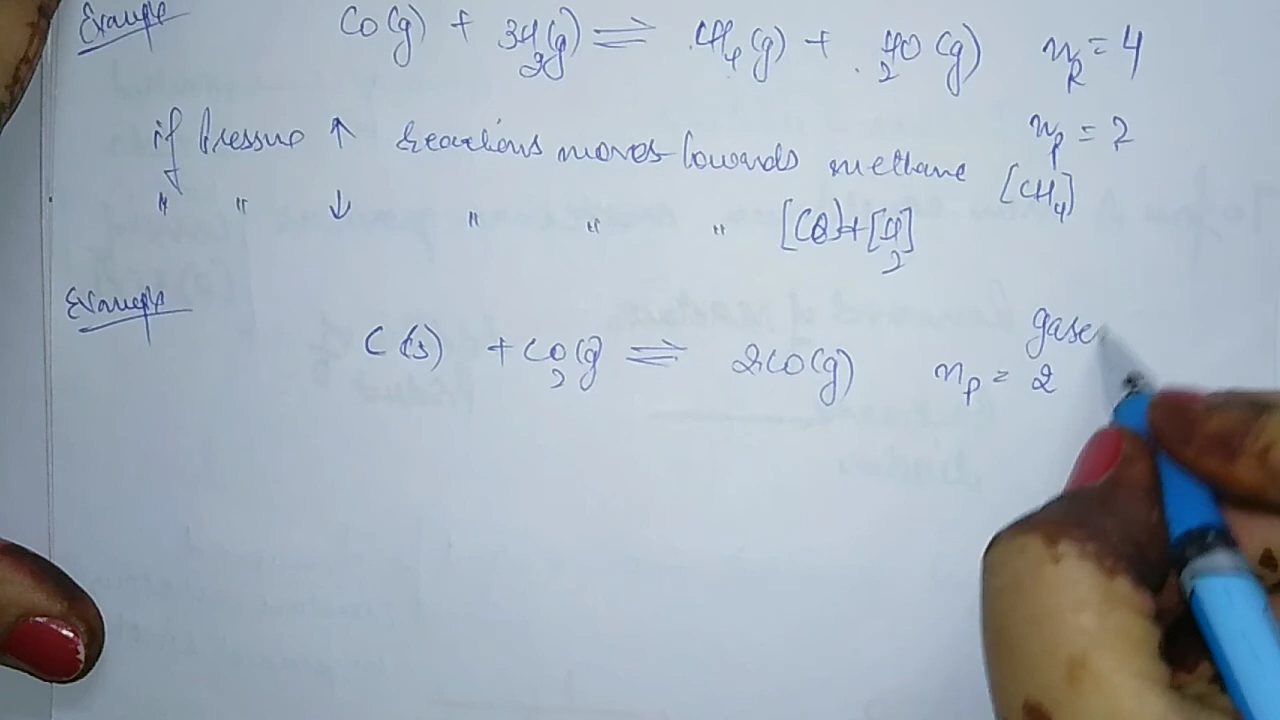 Example CO(g) + 3H₂(g) ⇌ CH₄(g) + H₂O (g) nR = 4
if Pressure ↑ reactions moves towards methane [CH₄] np = 2
" " ↓ " " " [CO]+[H₂]
Example
C(s) + CO₂(g) ⇌ 2CO(g) np = 2 gase